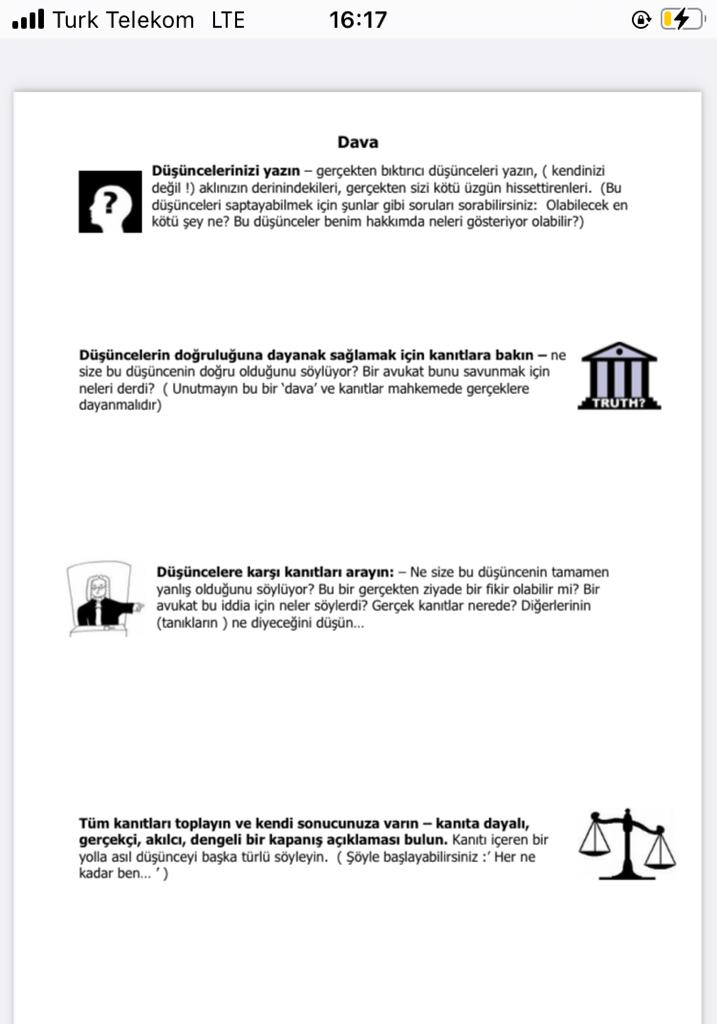 Turk Telekom LTE
16:17
Dava
Düşüncelerinizi yazın – gerçekten bıktırıcı düşünceleri yazın, ( kendinizi
değil !) aklınızın derinindekileri, gerçekten sizi kötü üzgün hissettirenleri. (Bu
düşünceleri saptayabilmek için şunlar gibi soruları sorabilirsiniz: Olabilecek en
kötü şey ne? Bu düşünceler benim hakkımda neleri gösteriyor olabilir?)
?
Düşüncelerin doğruluğuna dayanak sağlamak için kanıtlara bakın – ne
size bu düşüncenin doğru olduğunu söylüyor? Bir avukat bunu savunmak için
neleri derdi? ( Unutmayın bu bir ‘dava’ ve kanıtlar mahkemede gerçeklere
dayanmalıdır)
TRUTH?
Düşüncelere karşı kanıtları arayın: – Ne size bu düşüncenin tamamen
yanlış olduğunu söylüyor? Bu bir gerçekten ziyade bir fikir olabilir mi? Bir
avukat bu iddia için neler söylerdi? Gerçek kanıtlar nerede? Diğerlerinin
(tanıkların ) ne diyeceğini düşün...
Tüm kanıtları toplayın ve kendi sonucunuza varın – kanıta dayalı,
gerçekçi, akılcı, dengeli bir kapanış açıklaması bulun. Kanıtı içeren bir
yolla asıl düşünceyi başka türlü söyleyin. ( Şöyle başlayabilirsiniz :’ Her ne
kadar ben... ’ )